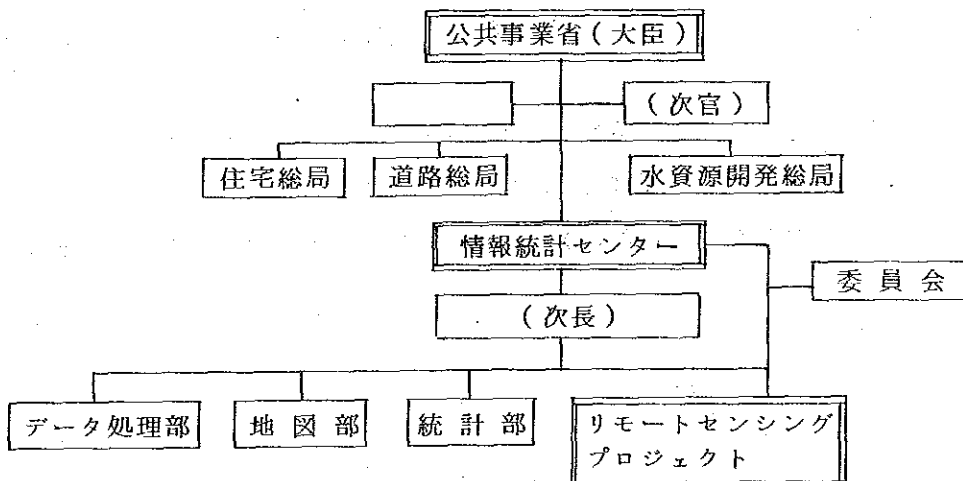 公共事業省（大臣）
（次官）
住宅総局
道路総局
水資源開発総局
情報統計センター
委員会
（次長）
データ処理部
地図部
統計部
リモートセンシング
プロジェクト